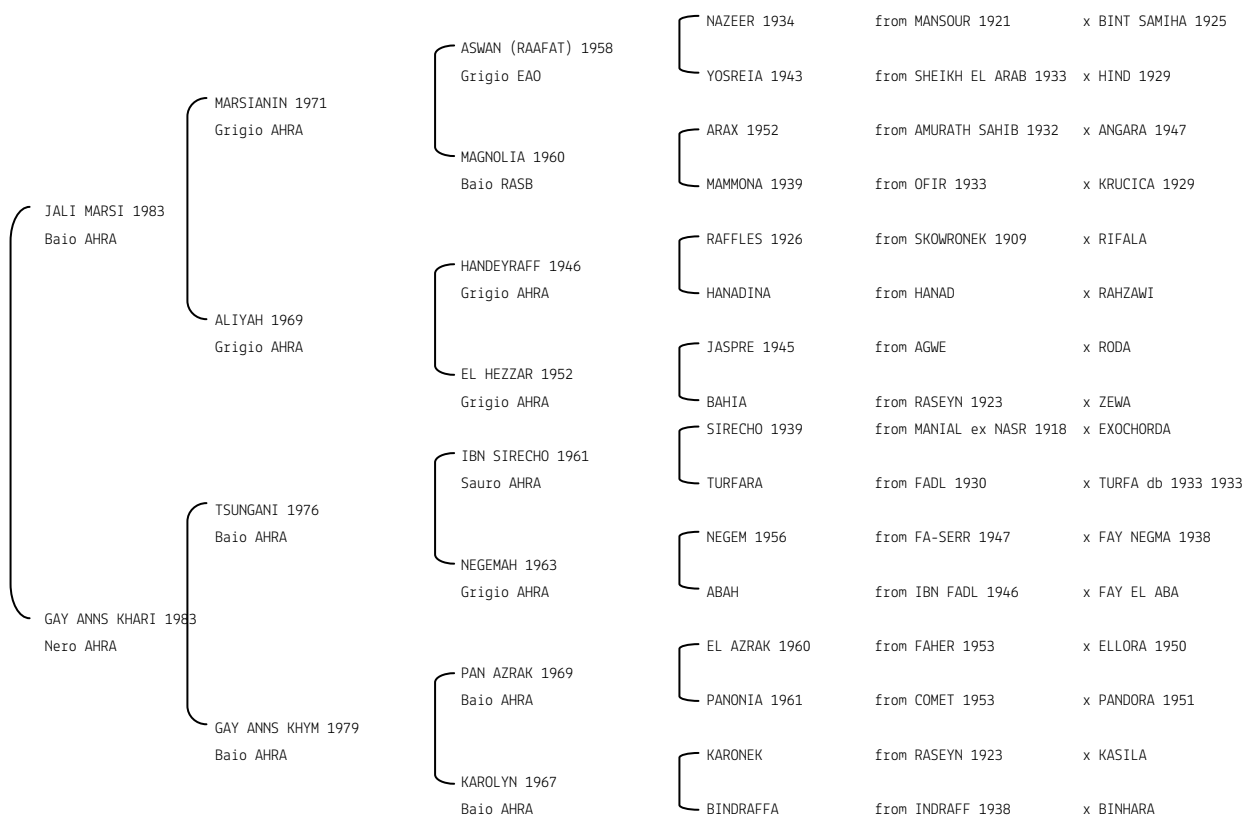 NAZEER 1934 from MANSOUR 1921 x BINT SAMIHA 1925
ASWAN (RAAFAT) 1958
Grigio EAO
YOSREIA 1943 from SHEIKH EL ARAB 1933 x HIND 1929
MARSIANIN 1971
Grigio AHRA
ARAX 1952 from AMURATH SAHIB 1932 x ANGARA 1947
MAGNOLIA 1960
Baio RASB
MAMMONA 1939 from OFIR 1933 x KRUCICA 1929
JALI MARSI 1983
Baio AHRA
RAFFLES 1926 from SKOWRONEK 1909 x RIFALA
HANDEYRAFF 1946
Grigio AHRA
HANADINA from HANAD x RAHZAWI
ALIYAH 1969
Grigio AHRA
JASPRE 1945 from AGWE x RODA
EL HEZZAR 1952
Grigio AHRA
BAHIA from RASEYN 1923 x ZEWA
SIRECHO 1939 from MANIAL ex NASR 1918 x EXOCHORDA
IBN SIRECHO 1961
Sauro AHRA
TURFARA from FADL 1930 x TURFA db 1933 1933
TSUNGANI 1976
Baio AHRA
NEGEM 1956 from FA-SERR 1947 x FAY NEGMA 1938
NEGEMAH 1963
Grigio AHRA
ABAH from IBN FADL 1946 x FAY EL ABA
GAY ANNS KHARI 1983
Nero AHRA
EL AZRAK 1960 from FAHER 1953 x ELLORA 1950
PAN AZRAK 1969
Baio AHRA
PANONIA 1961 from COMET 1953 x PANDORA 1951
GAY ANNS KHYM 1979
Baio AHRA
KARONEK from RASEYN 1923 x KASILA
KAROLYN 1967
Baio AHRA
BINDRAFFA from INDRAFF 1938 x BINHARA